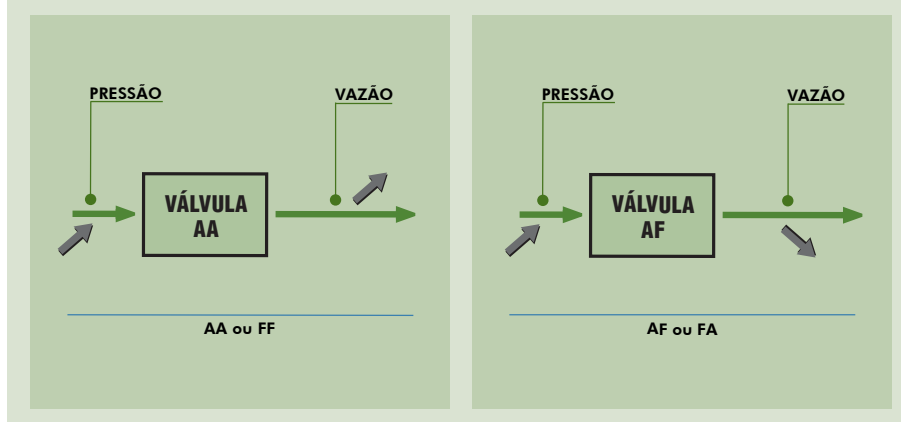 PRESSÃO
VAZÃO
VÁLVULA
AA
AA ou FF
PRESSÃO
VAZÃO
VÁLVULA
AF
AF ou FA